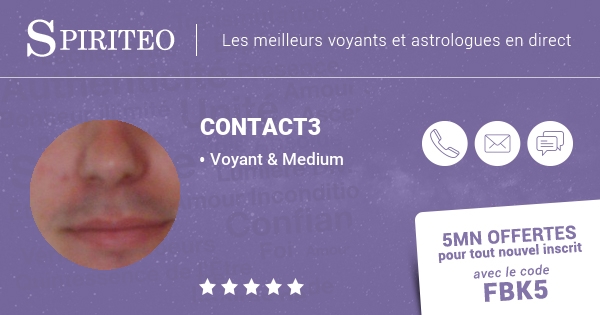 SPIRITEO
Les meilleurs voyants et astrologues en direct
CONTACT3
• Voyant & Medium
5MN OFFERTES
pour tout nouvel inscrit
avec le code
FBK5